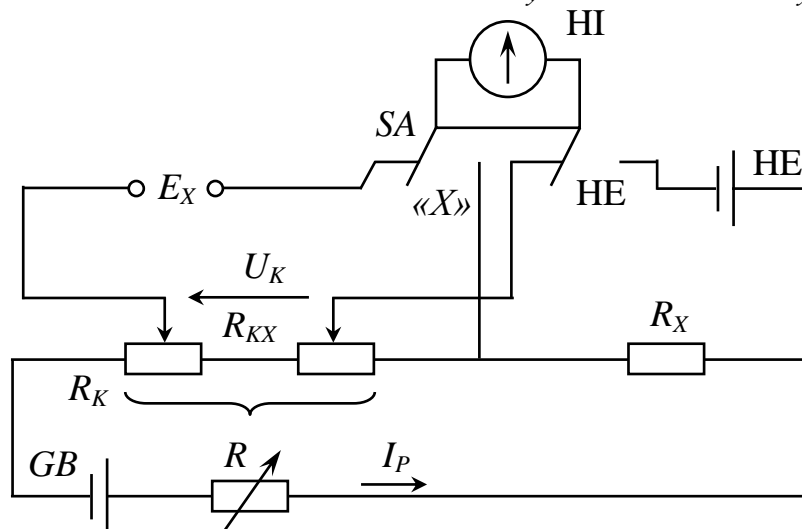 HI
SA
E_X
«X»
HE
HE
U_K
R_KX
R_X
R_K
GB
R
I_P